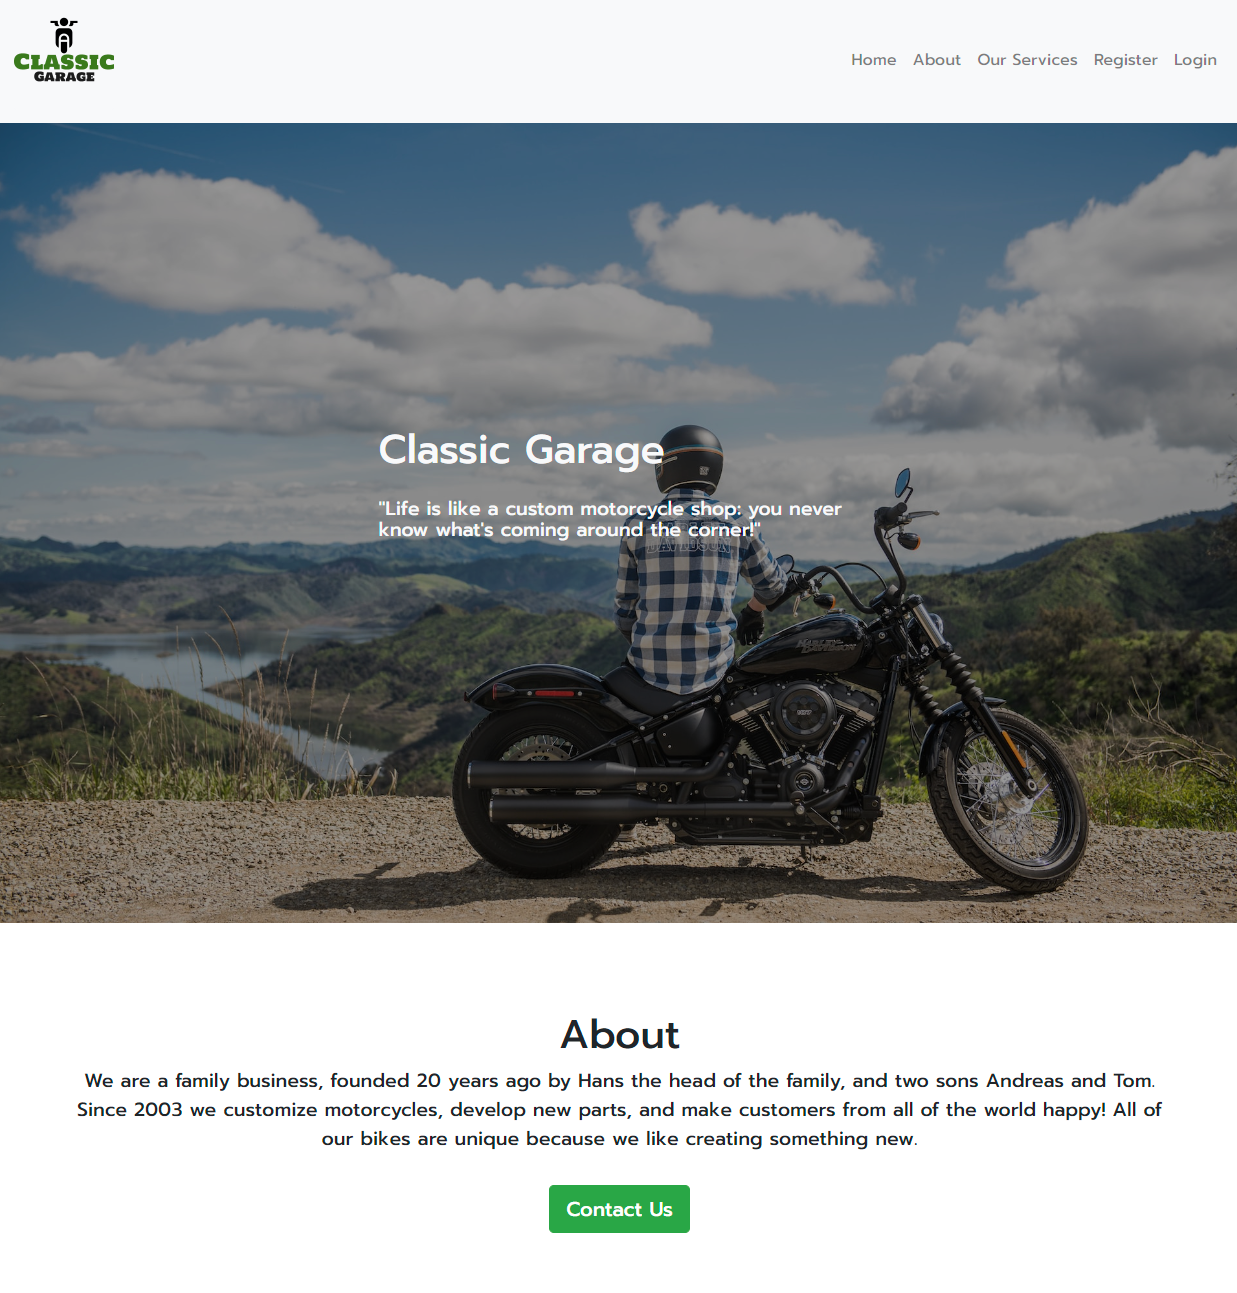 CLASSIC
GARAGE
Home About Our Services Register Login
Classic Garage
"Life is like a custom motorcycle shop: you never
know what's coming around the corner!"
DAVIDSON
HARLEY-
DAVIDSON
About
We are a family business, founded 20 years ago by Hans the head of the family, and two sons Andreas and Tom.
Since 2003 we customize motorcycles, develop new parts, and make customers from all of the world happy! All of
our bikes are unique because we like creating something new.
Contact Us